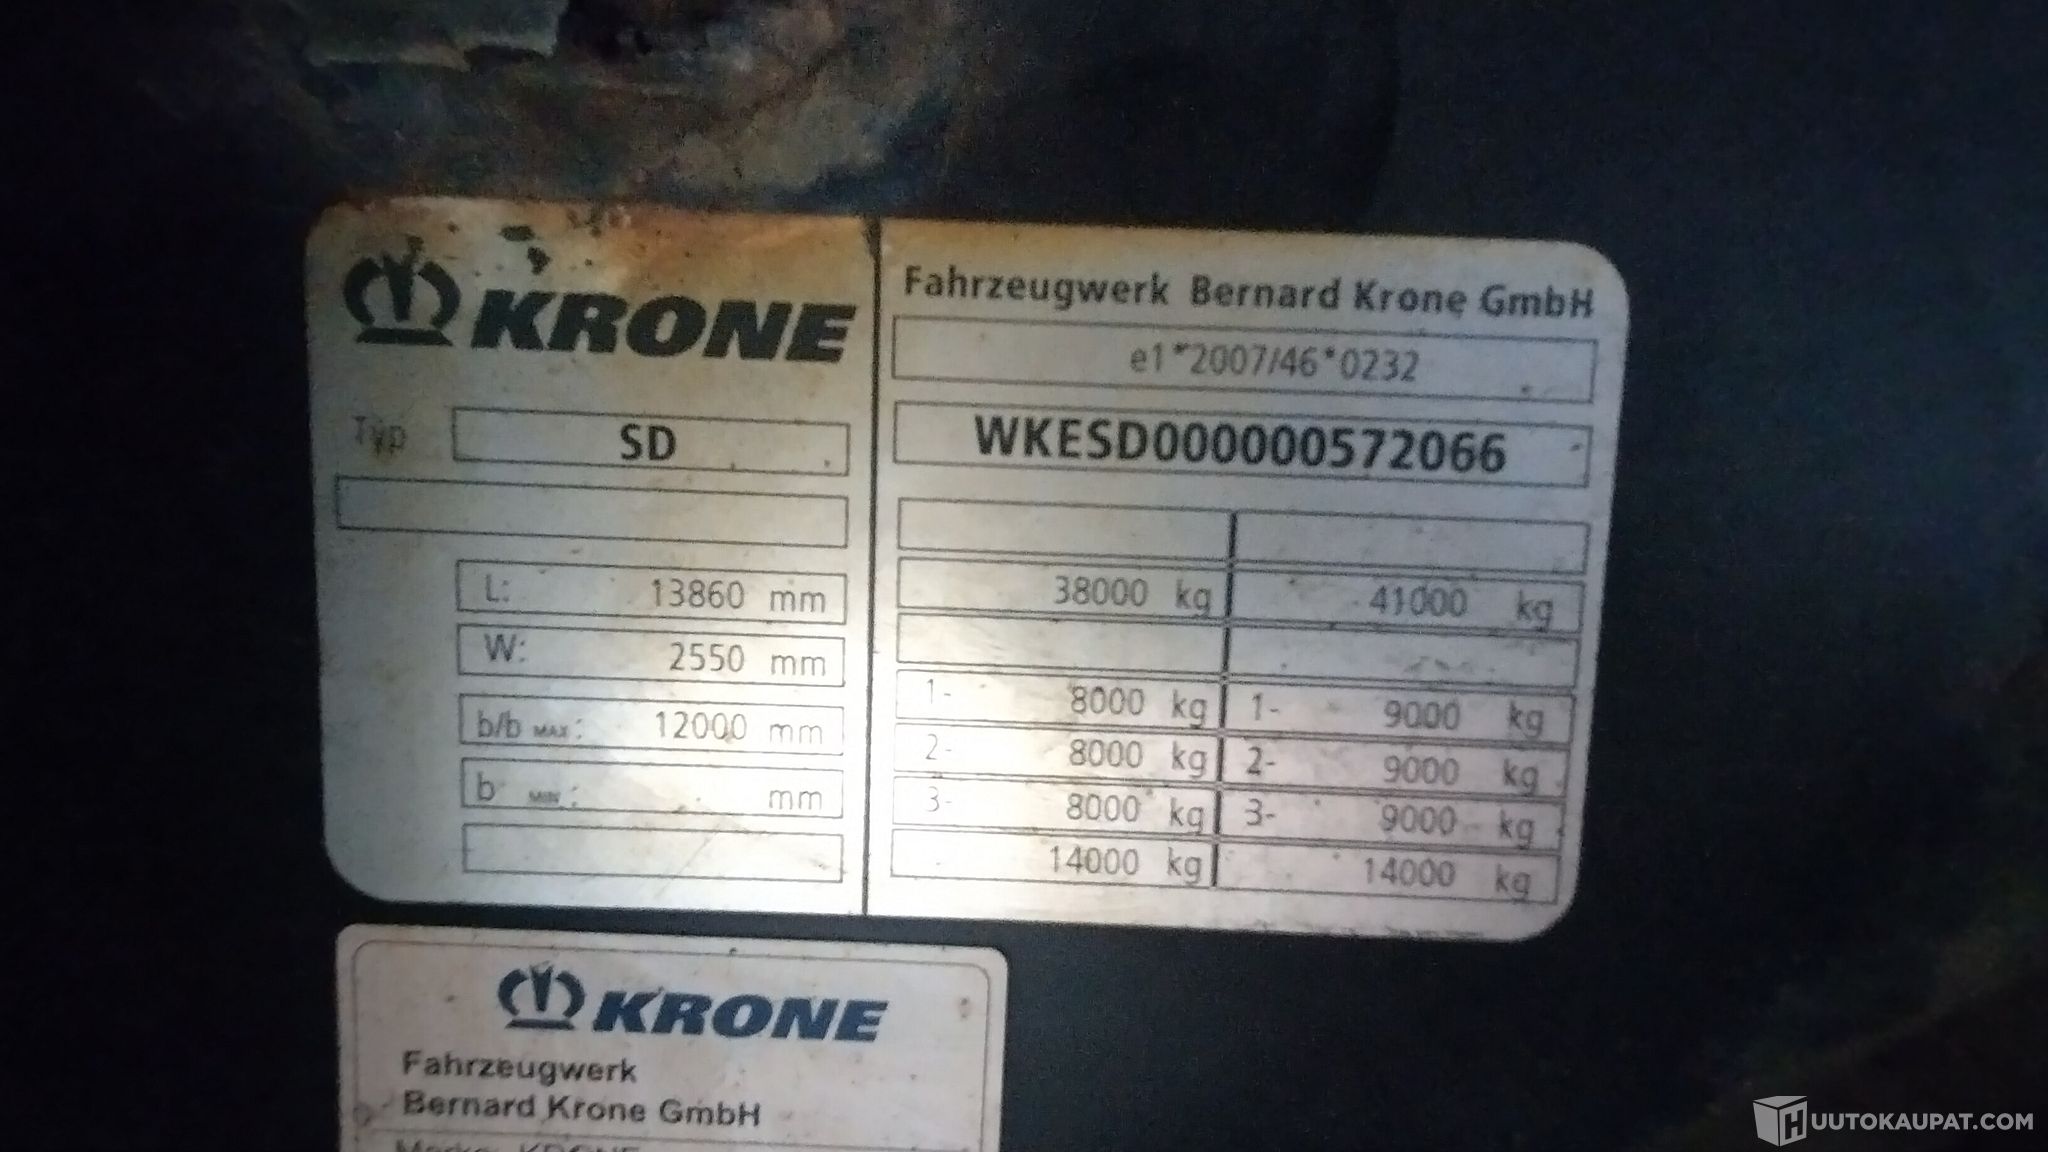 KRONE
Typ SD
L: 13860 mm
W: 2550 mm
b/b MAX: 12000 mm
b MIN: mm
Fahrzeugwerk Bernard Krone GmbH
e1*2007/46*0232
WKESD000000572066
38000 kg 41000 kg
1- 8000 kg 1- 9000 kg
2- 8000 kg 2- 9000 kg
3- 8000 kg 3- 9000 kg
14000 kg 14000 kg
KRONE
Fahrzeugwerk
Bernard Krone GmbH
HUUTOKAUPAT.COM